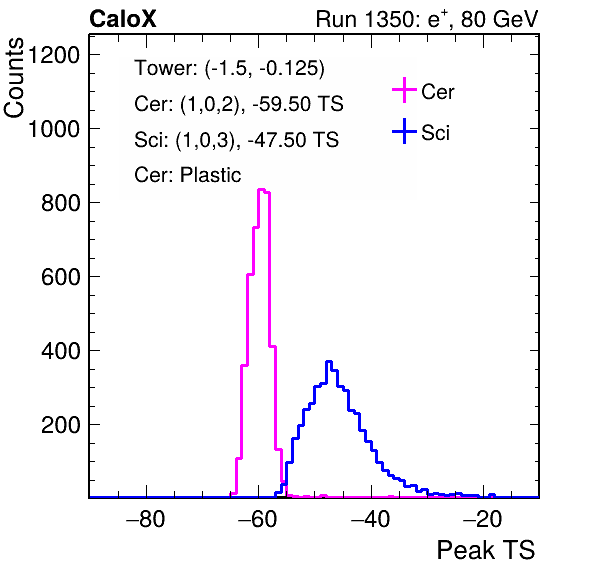 CaloX Run 1350: e⁺, 80 GeV
Counts
Tower: (-1.5, -0.125)
Cer: (1,0,2), -59.50 TS
Sci: (1,0,3), -47.50 TS
Cer: Plastic
Cer
Sci
1200
1000
800
600
400
200
−80 −60 −40 −20
Peak TS